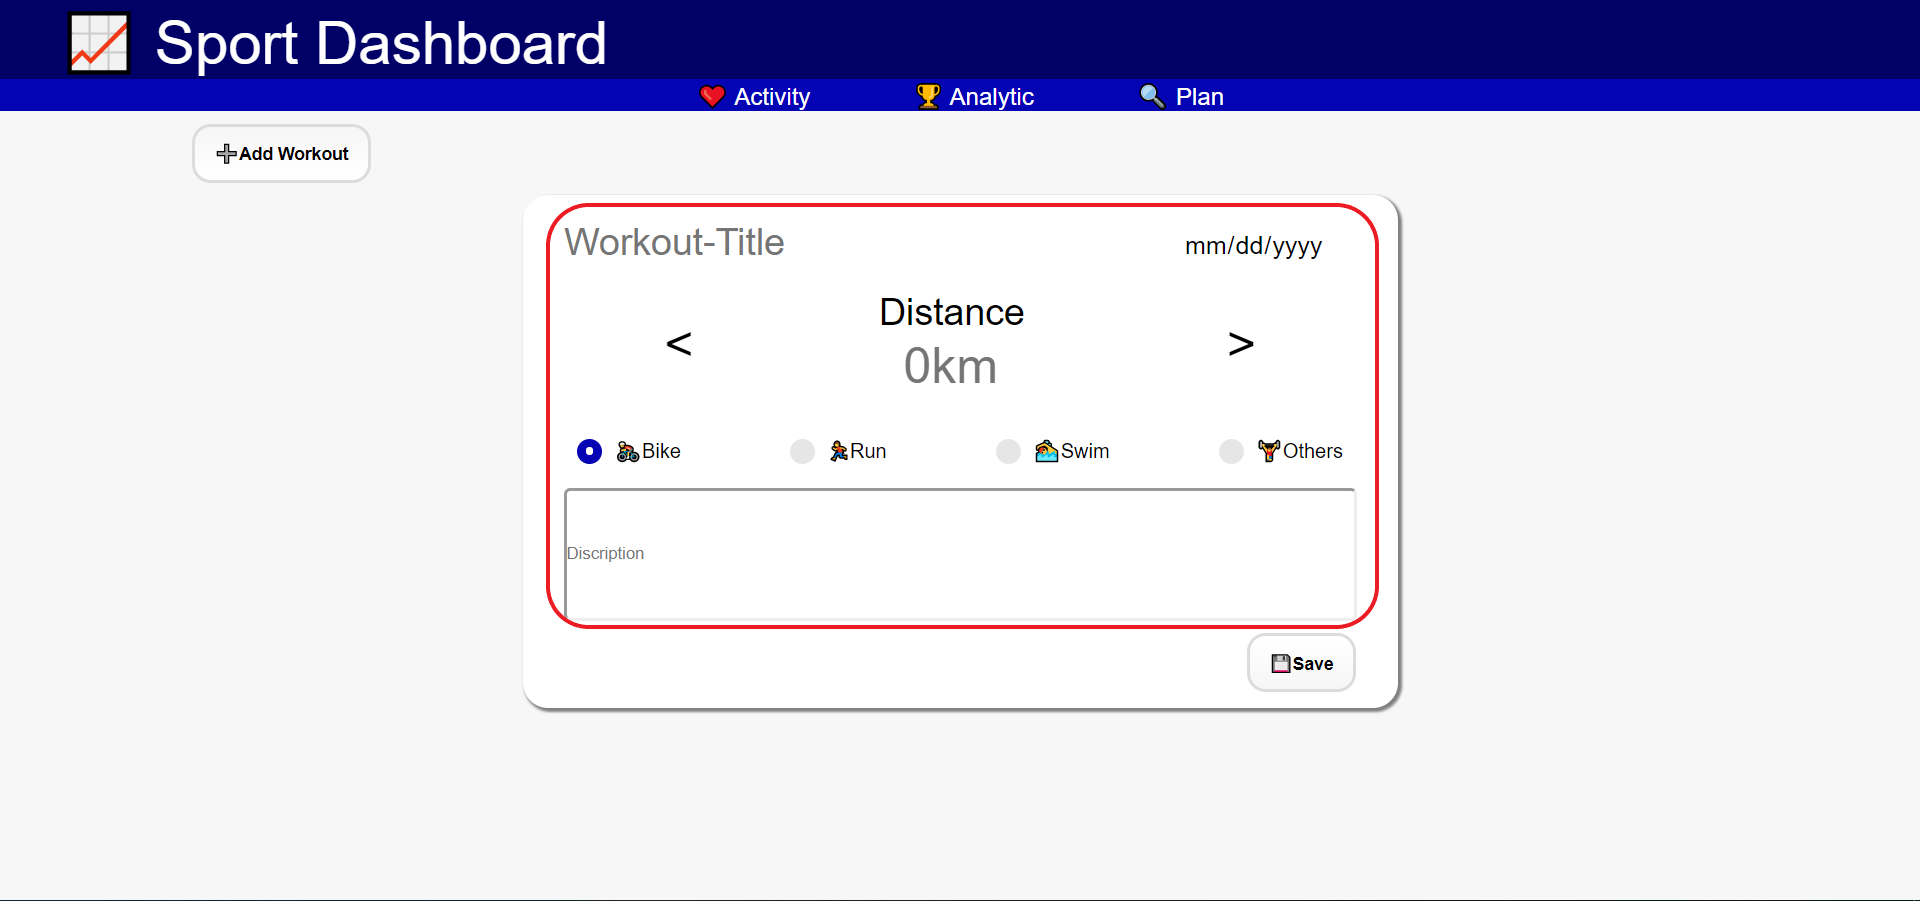 Sport Dashboard
Activity Analytic Plan
Add Workout
Workout-Title mm/dd/yyyy
Distance
< >
0km
Bike Run Swim Others
Discription
Save